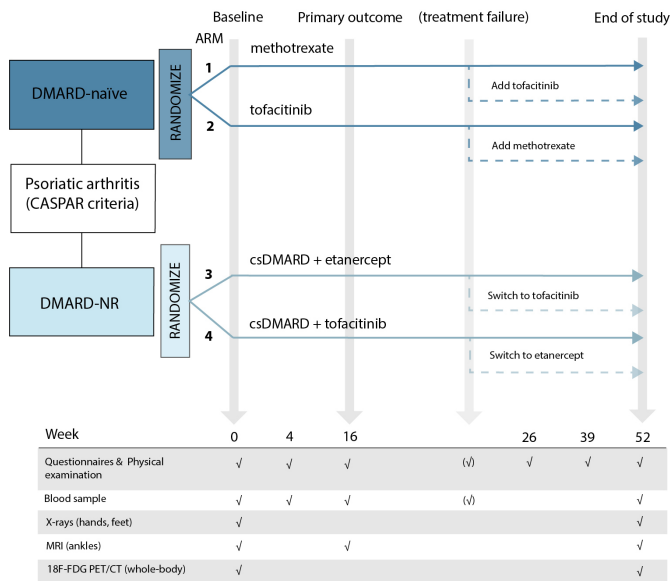 Baseline Primary outcome (treatment failure) End of study
ARM
methotrexate
1
Add tofacitinib
DMARD-naïve
RANDOMIZE
tofacitinib
2
Add methotrexate
Psoriatic arthritis
(CASPAR criteria)
csDMARD + etanercept
3
Switch to tofacitinib
DMARD-NR
RANDOMIZE
csDMARD + tofacitinib
4
Switch to etanercept
Week 0 4 16 26 39 52
Questionnaires & Physical
examination √ √ √ (√) √ √ √
Blood sample √ √ √ (√) √
X-rays (hands, feet) √ √
MRI (ankles) √ √ √
18F-FDG PET/CT (whole-body) √ √